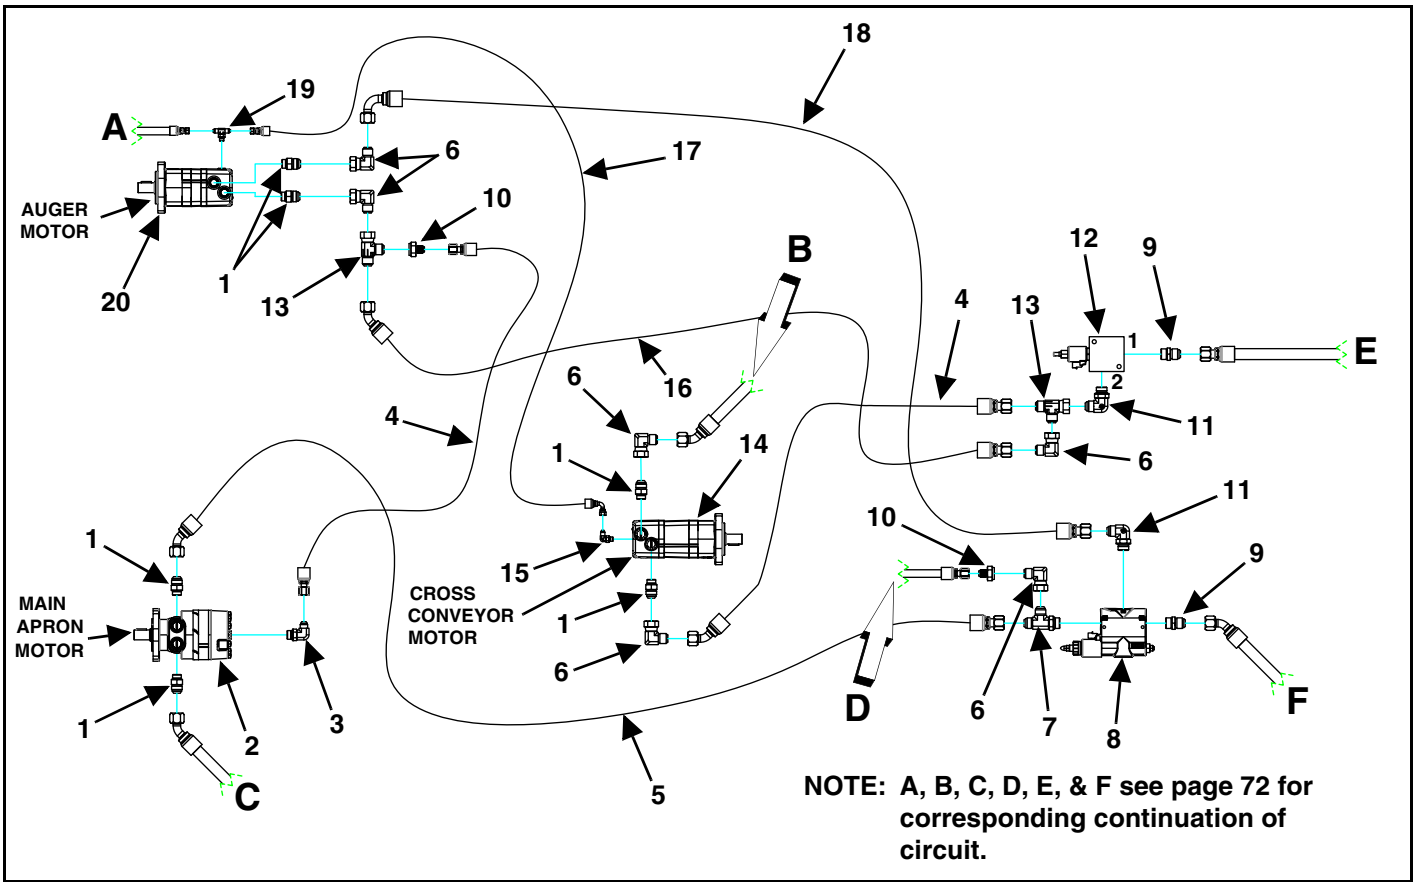 18
19
A
6
17
10
AUGER
MOTOR
20
1
13
B
12
9
4
13
1
E
2
16
6
4
11
6
1
14
11
10
9
15
1
MAIN
APRON
MOTOR
CROSS
CONVEYOR
MOTOR
1
6
6
D
F
1
2
3
7
8
C
5
NOTE: A, B, C, D, E, & F see page 72 for
corresponding continuation of
circuit.